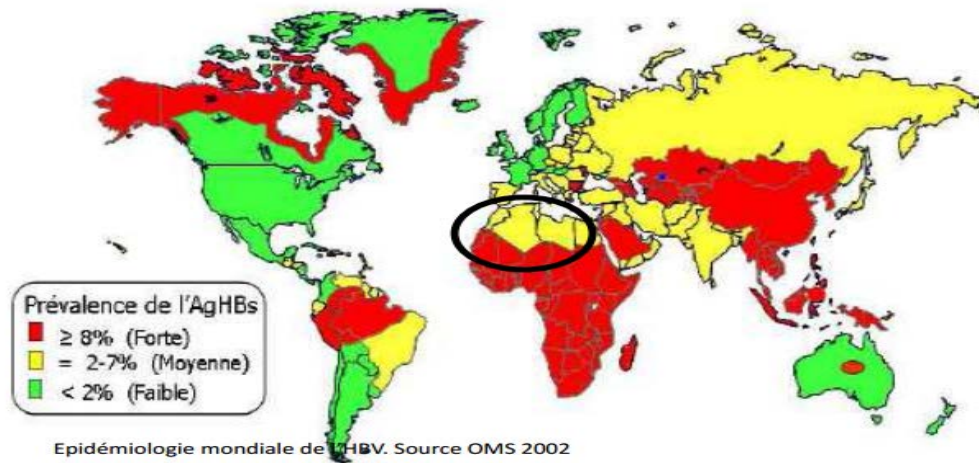 Prévalence de l'AgHBs
≥ 8% (Forte)
= 2-7% (Moyenne)
< 2% (Faible)
Epidémiologie mondiale de l'HBV. Source OMS 2002